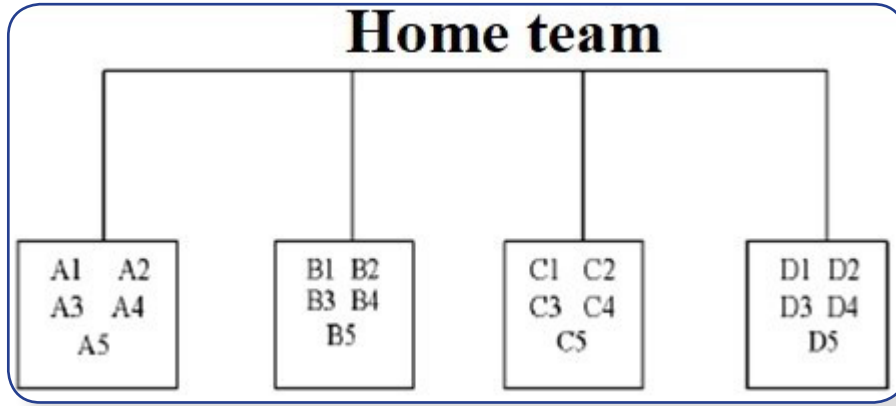 Home team
A1 A2
A3 A4
A5
B1 B2
B3 B4
B5
C1 C2
C3 C4
C5
D1 D2
D3 D4
D5